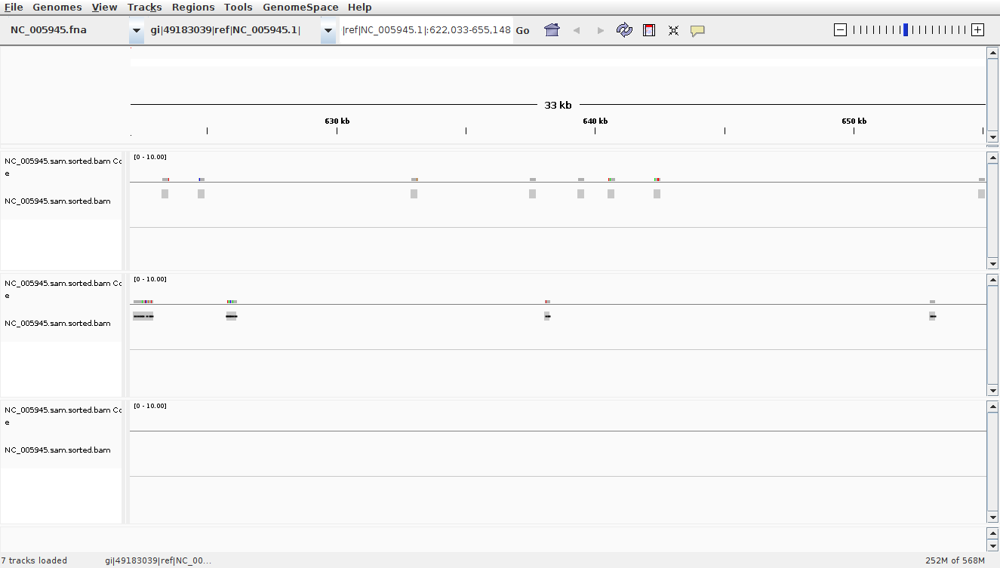 File Genomes View Tracks Regions Tools GenomeSpace Help
NC_005945.fna gi|49183039|ref|NC_005945.1| |ref|NC_005945.1|:622,033-655,148 Go
33 kb
630 kb 640 kb 650 kb
NC_005945.sam.sorted.bam Co [0 - 10.00]
e
NC_005945.sam.sorted.bam
NC_005945.sam.sorted.bam Co [0 - 10.00]
e
NC_005945.sam.sorted.bam
NC_005945.sam.sorted.bam Co [0 - 10.00]
e
NC_005945.sam.sorted.bam
7 tracks loaded gi|49183039|ref|NC_00... 252M of 568M